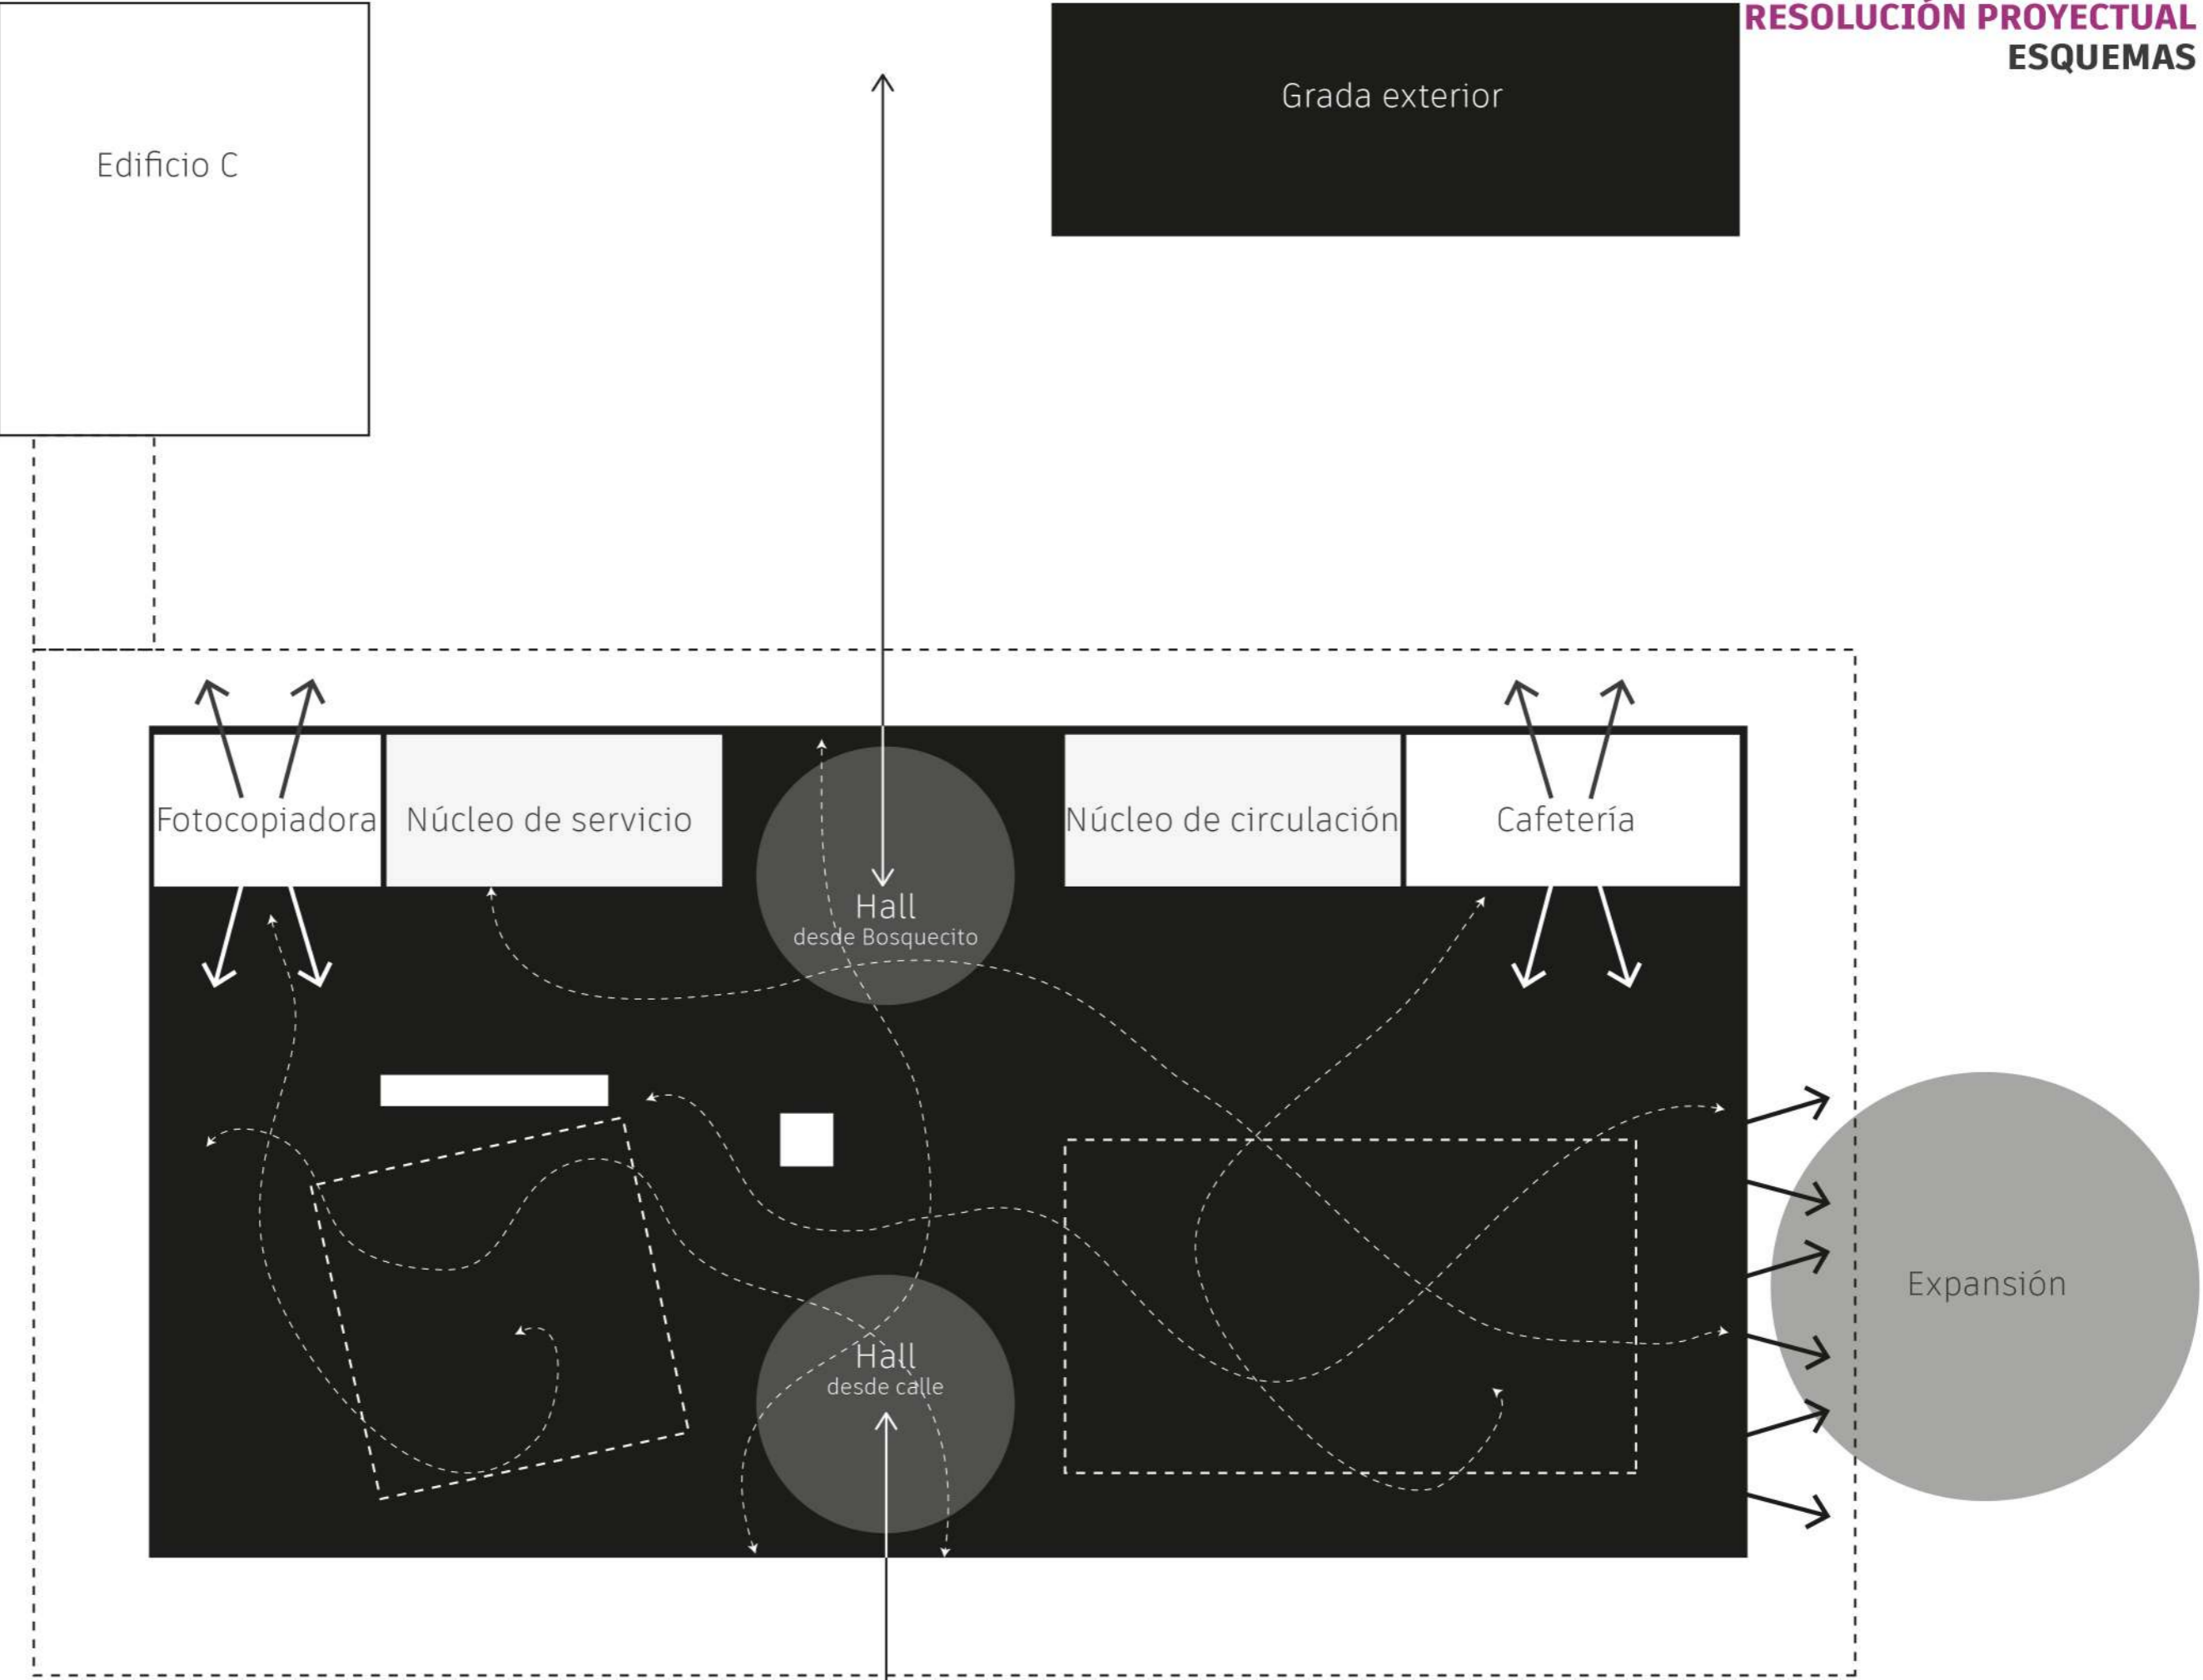 RESOLUCIÓN PROYECTUAL
ESQUEMAS
Grada exterior
Edificio C
Fotocopiadora
Núcleo de servicio
Núcleo de circulación
Cafetería
Hall
desde Bosquecito
Expansión
Hall
desde calle